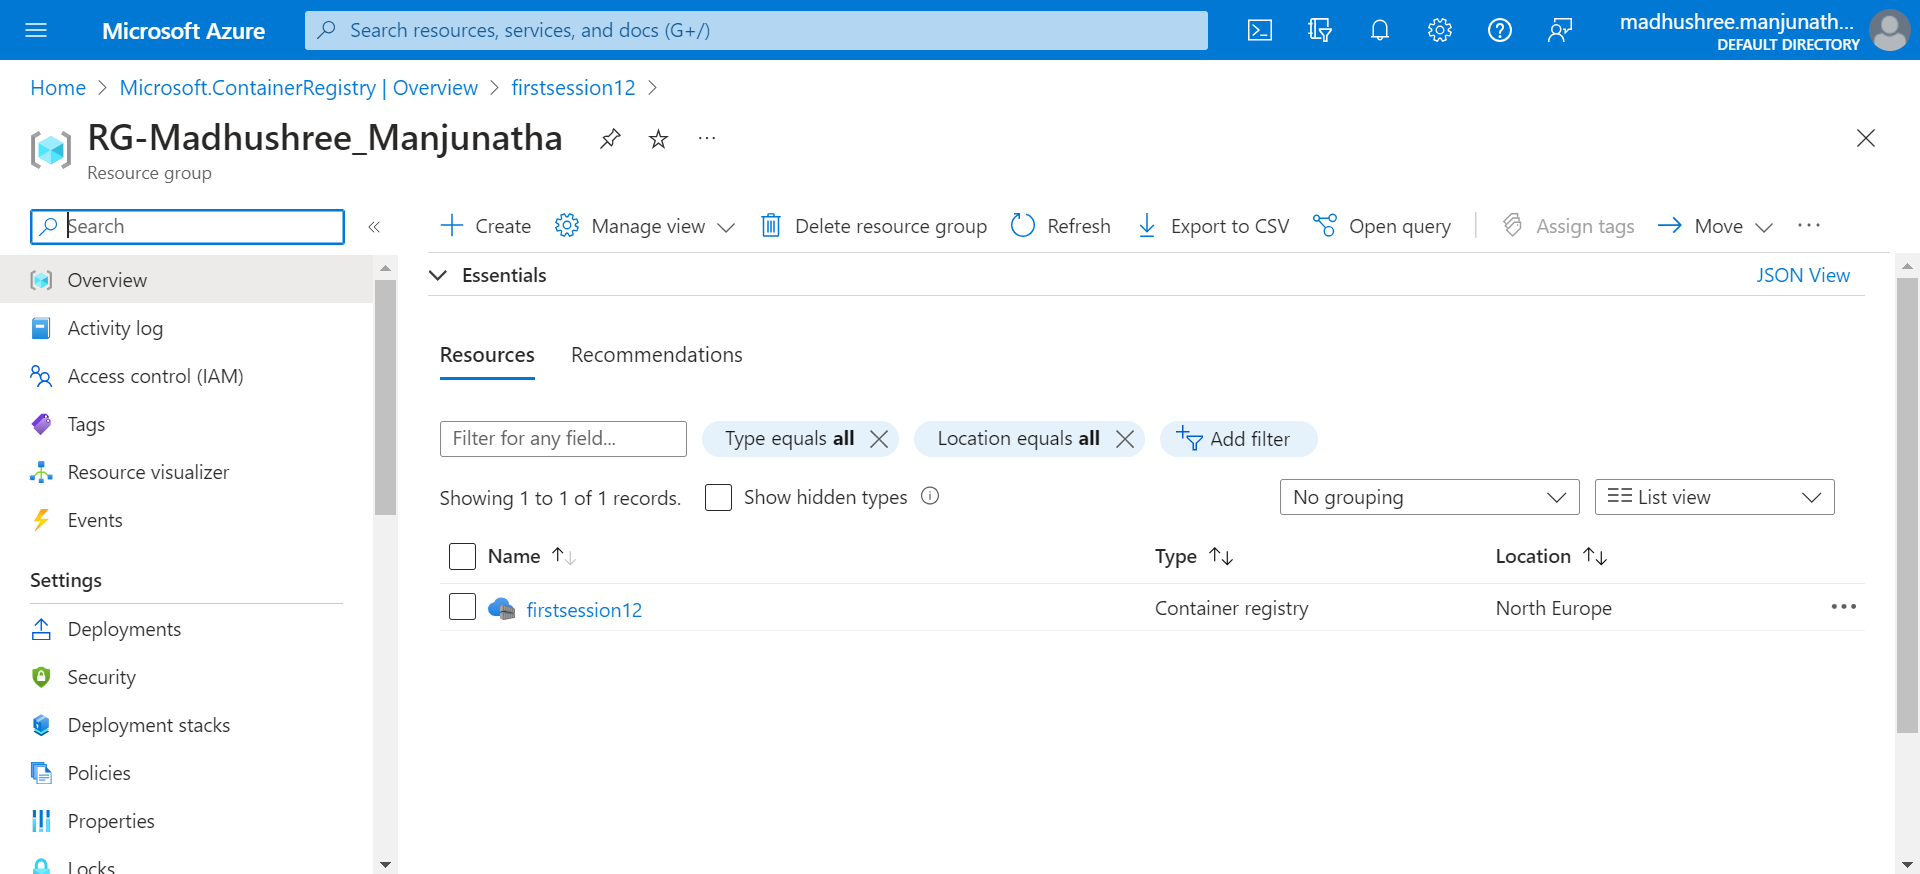 Microsoft Azure
Search resources, services, and docs (G+/)
madhushree.manjunath...
DEFAULT DIRECTORY
Home > Microsoft.ContainerRegistry | Overview > firstsession12 >
RG-Madhushree_Manjunatha
Resource group
Search
«
Create
Manage view
Delete resource group
Refresh
Export to CSV
Open query
Assign tags
Move
Essentials
JSON View
Overview
Activity log
Access control (IAM)
Tags
Resource visualizer
Events
Settings
Deployments
Security
Deployment stacks
Policies
Properties
Locks
Resources
Recommendations
Filter for any field...
Type equals all
Location equals all
Add filter
Showing 1 to 1 of 1 records.
Show hidden types
No grouping
List view
Name
Type
Location
firstsession12
Container registry
North Europe